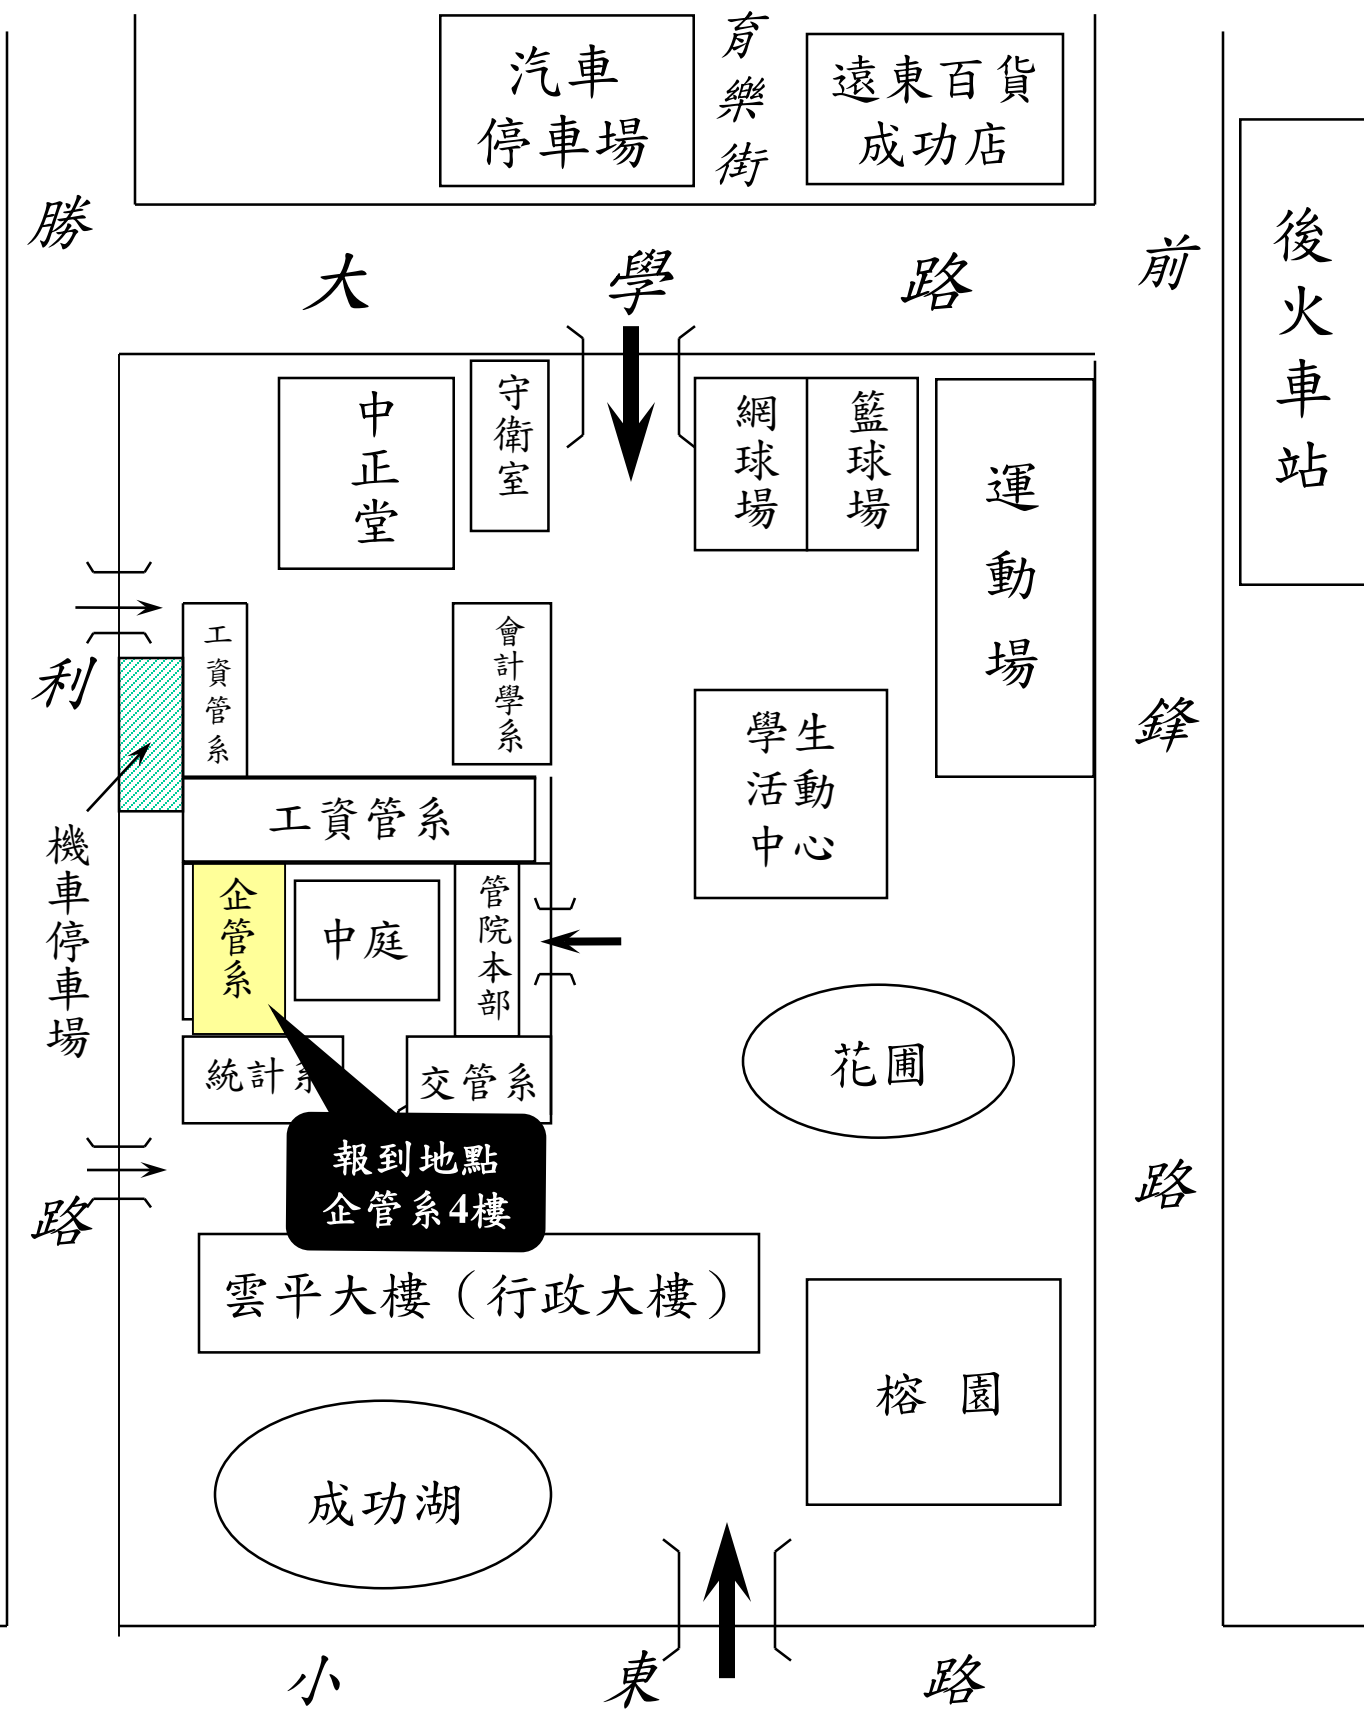 汽車
停車場
育樂街
遠東百貨
成功店
勝利路
大學路
前鋒路
後火車站
中正堂
守衛室
網球場
籃球場
運動場
工資管系
會計學系
學生
活動
中心
工資管系
機車停車場
企管系
中庭
管院本部
統計系
交管系
花圃
報到地點
企管系4樓
雲平大樓（行政大樓）
榕園
成功湖
小東路